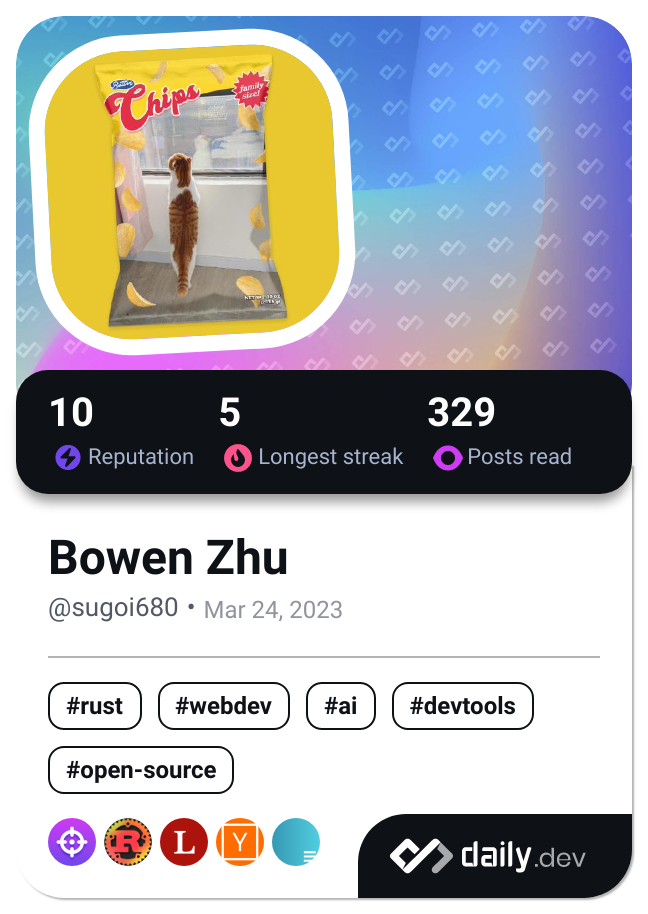 Chips
family
size!
10 5 329
Reputation Longest streak Posts read
Bowen Zhu
@sugoi680 • Mar 24, 2023
#rust #webdev #ai #devtools
#open-source
R L Y
daily.dev